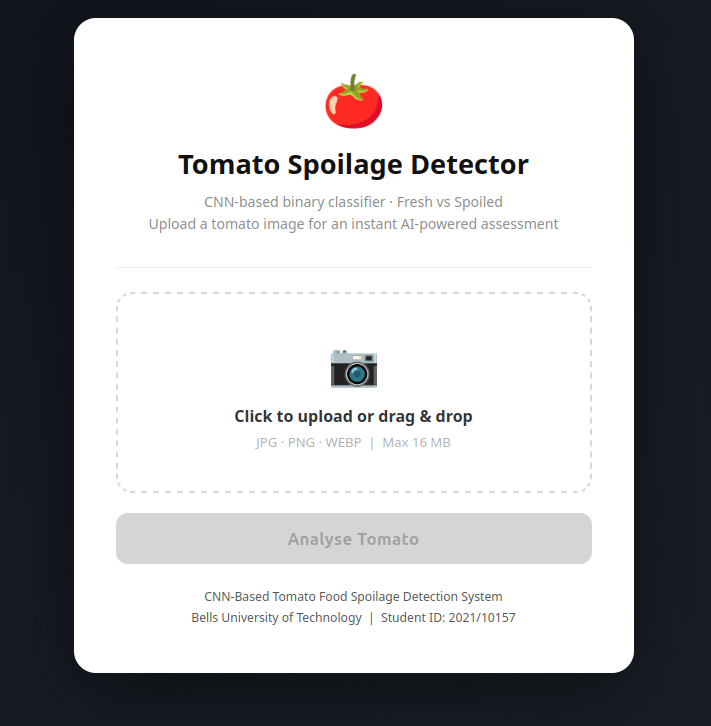 Tomato Spoilage Detector
CNN-based binary classifier · Fresh vs Spoiled
Upload a tomato image for an instant AI-powered assessment
Click to upload or drag & drop
JPG · PNG · WEBP | Max 16 MB
Analyse Tomato
CNN-Based Tomato Food Spoilage Detection System
Bells University of Technology | Student ID: 2021/10157